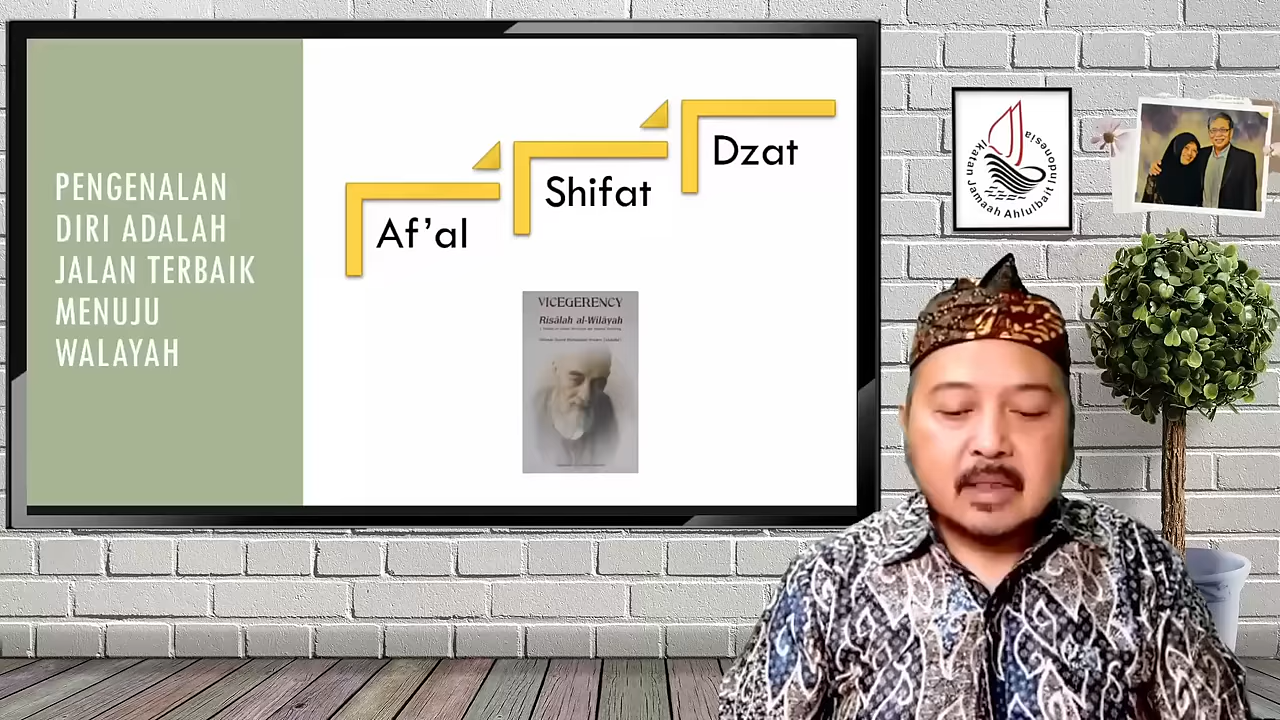 PENGENALAN
DIRI ADALAH
JALAN TERBAIK
MENUJU
WALAYAH
Af'al
Shifat
Dzat
VICEGERENCY
Risālah al-Wilāyah
Ikatan Jamaah Ahlulbait Indonesia